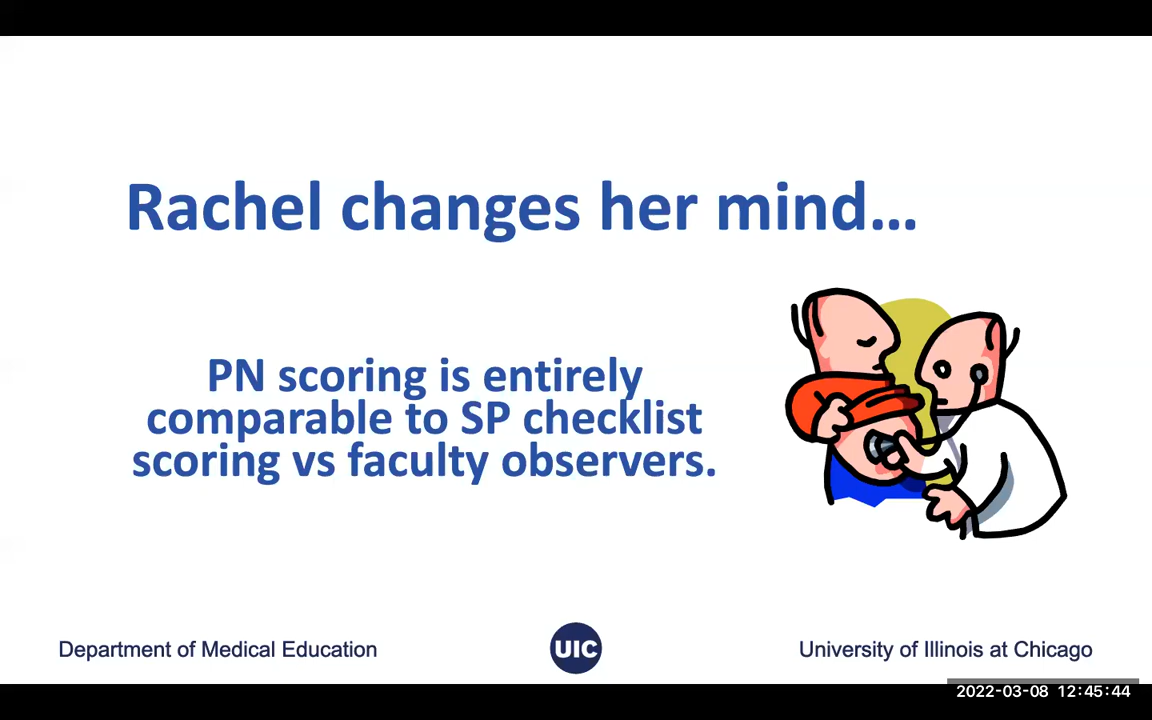 Rachel changes her mind...
PN scoring is entirely
comparable to SP checklist
scoring vs faculty observers.
Department of Medical Education
UIC
University of Illinois at Chicago
2022-03-08 12:45:44